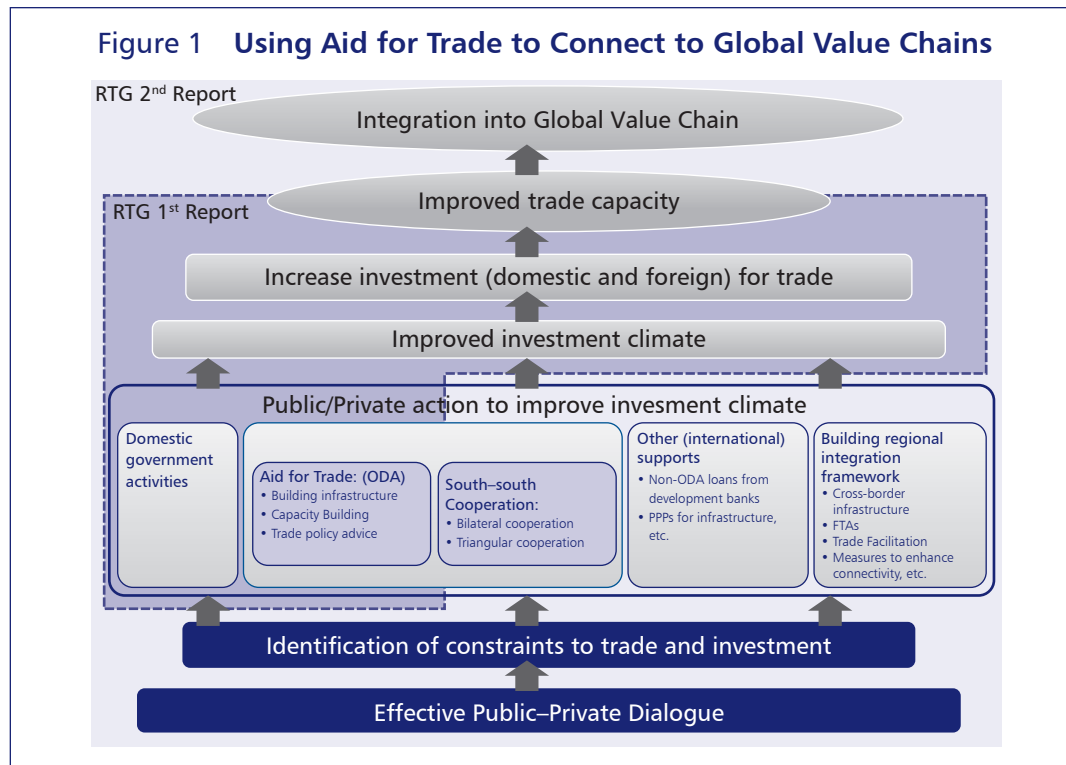 Figure 1 Using Aid for Trade to Connect to Global Value Chains
RTG 2nd Report
Integration into Global Value Chain
Improved trade capacity
RTG 1st Report
Increase investment (domestic and foreign) for trade
Improved investment climate
Public/Private action to improve invesment climate
Domestic
government
activities
Aid for Trade: (ODA)
• Building infrastructure
• Capacity Building
• Trade policy advice
South–south
Cooperation:
• Bilateral cooperation
• Triangular cooperation
Other (international)
supports
• Non-ODA loans from
development banks
• PPPs for infrastructure,
etc.
Building regional
integration
framework
• Cross-border
infrastructure
• FTAs
• Trade Facilitation
• Measures to enhance
connectivity, etc.
Identification of constraints to trade and investment
Effective Public–Private Dialogue